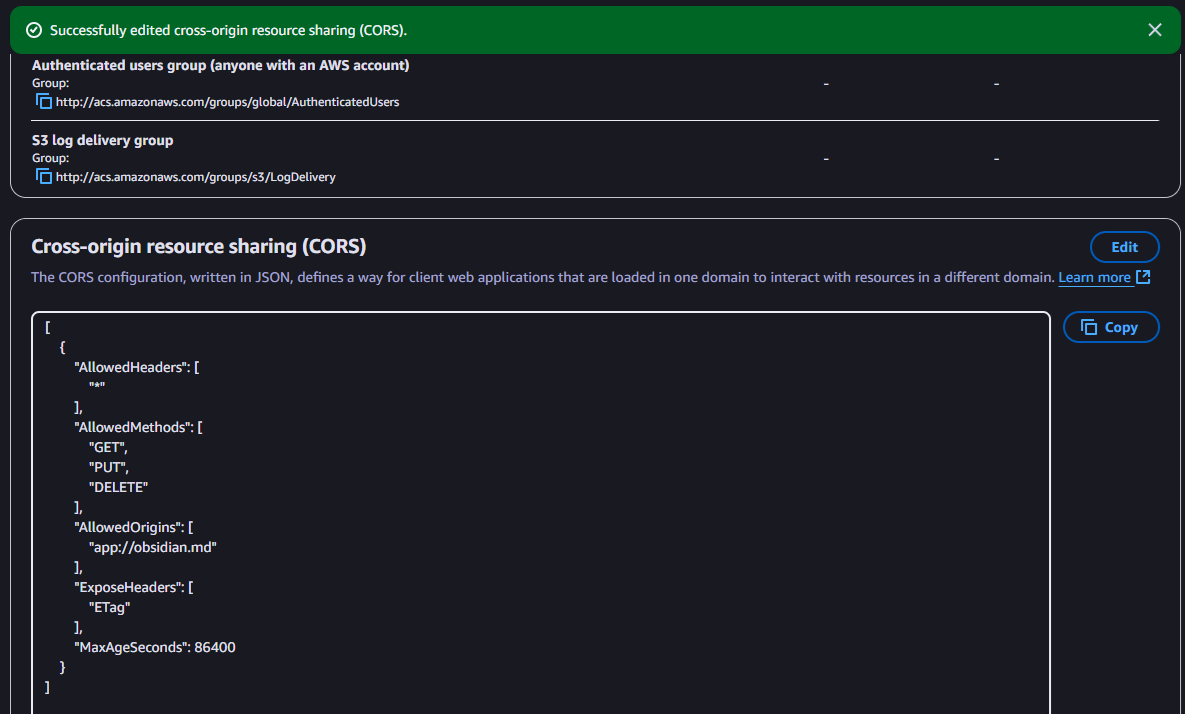 Successfully edited cross-origin resource sharing (CORS).
Authenticated users group (anyone with an AWS account)
Group:
http://acs.amazonaws.com/groups/global/AuthenticatedUsers
-
-
S3 log delivery group
Group:
http://acs.amazonaws.com/groups/s3/LogDelivery
-
-
Cross-origin resource sharing (CORS)
Edit
The CORS configuration, written in JSON, defines a way for client web applications that are loaded in one domain to interact with resources in a different domain. Learn more
Copy
[
  {
    "AllowedHeaders": [
      "*"
    ],
    "AllowedMethods": [
      "GET",
      "PUT",
      "DELETE"
    ],
    "AllowedOrigins": [
      "app://obsidian.md"
    ],
    "ExposeHeaders": [
      "ETag"
    ],
    "MaxAgeSeconds": 86400
  }
]